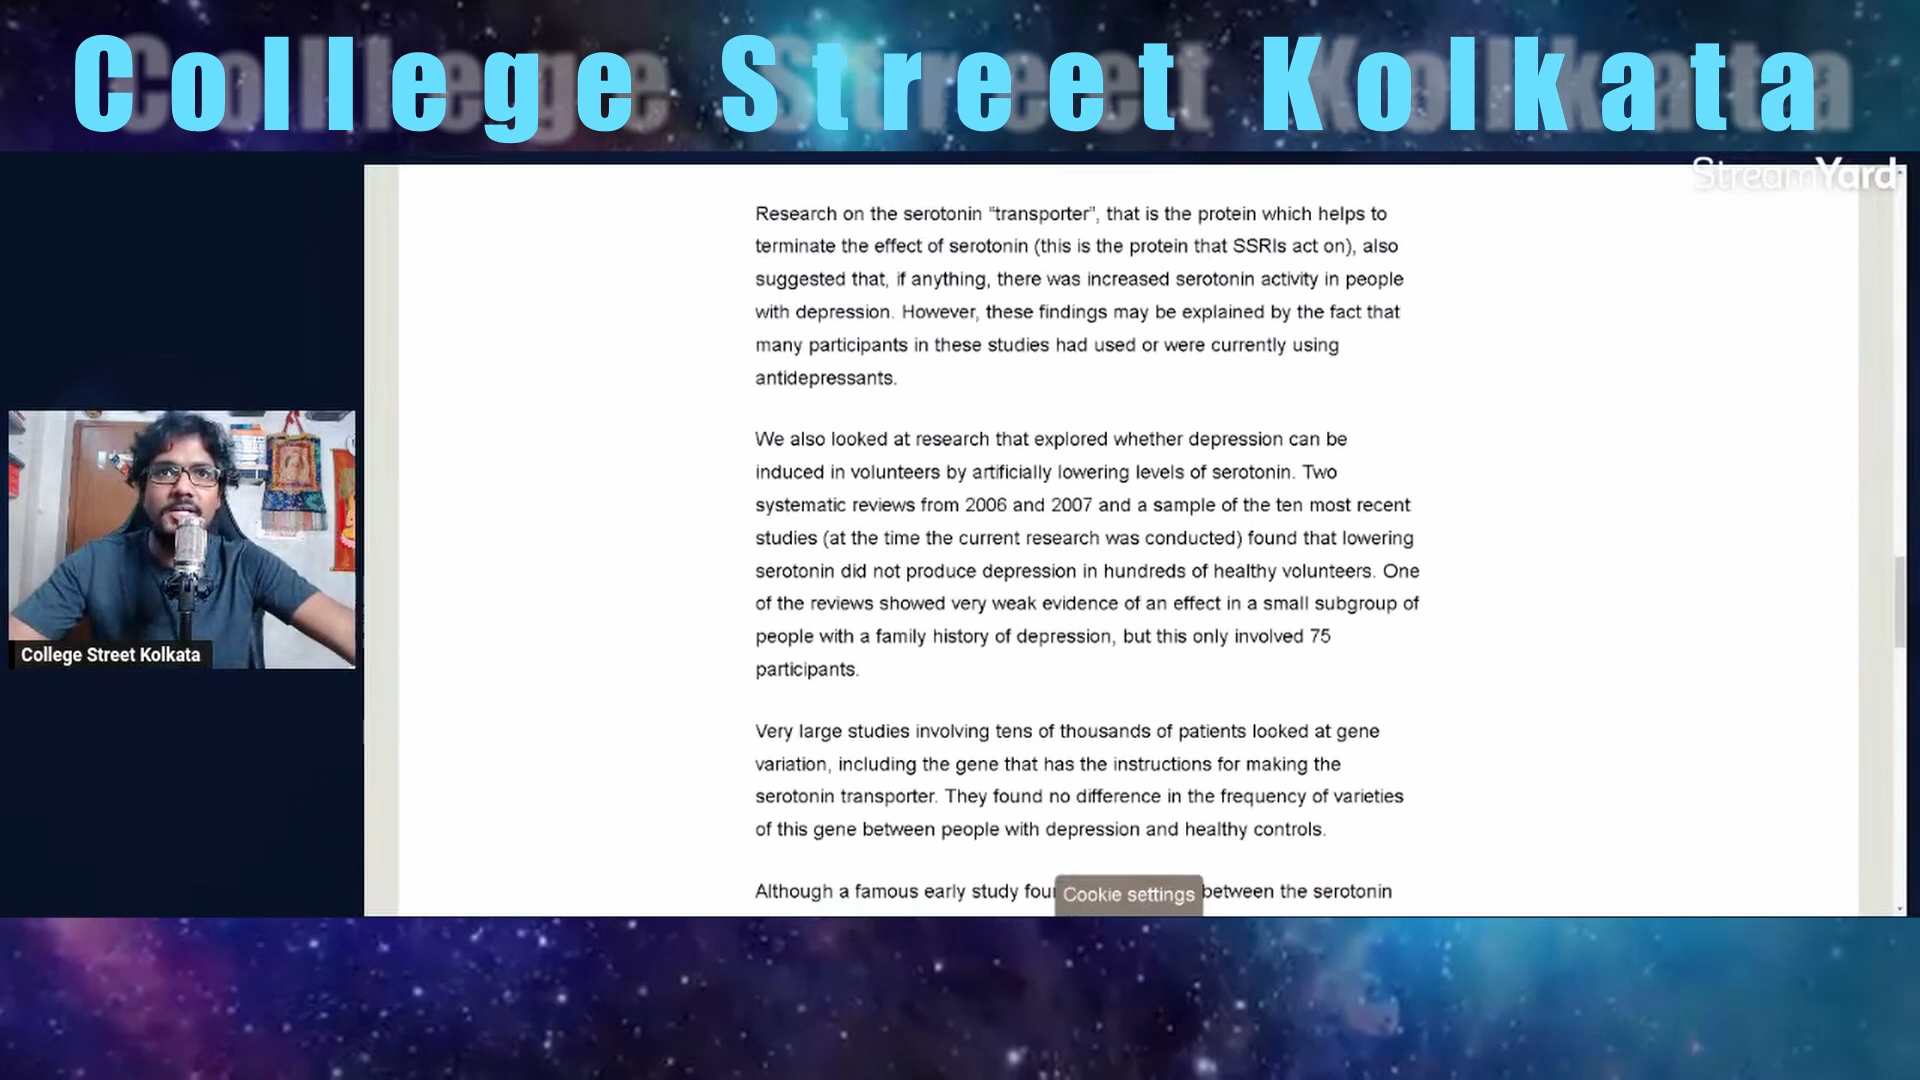 College Street Kolkata
StreamYard
Research on the serotonin “transporter”, that is the protein which helps to
terminate the effect of serotonin (this is the protein that SSRIs act on), also
suggested that, if anything, there was increased serotonin activity in people
with depression. However, these findings may be explained by the fact that
many participants in these studies had used or were currently using
antidepressants.
We also looked at research that explored whether depression can be
induced in volunteers by artificially lowering levels of serotonin. Two
systematic reviews from 2006 and 2007 and a sample of the ten most recent
studies (at the time the current research was conducted) found that lowering
serotonin did not produce depression in hundreds of healthy volunteers. One
of the reviews showed very weak evidence of an effect in a small subgroup of
people with a family history of depression, but this only involved 75
participants.
Very large studies involving tens of thousands of patients looked at gene
variation, including the gene that has the instructions for making the
serotonin transporter. They found no difference in the frequency of varieties
of this gene between people with depression and healthy controls.
Although a famous early study between the serotonin
Cookie settings
College Street Kolkata